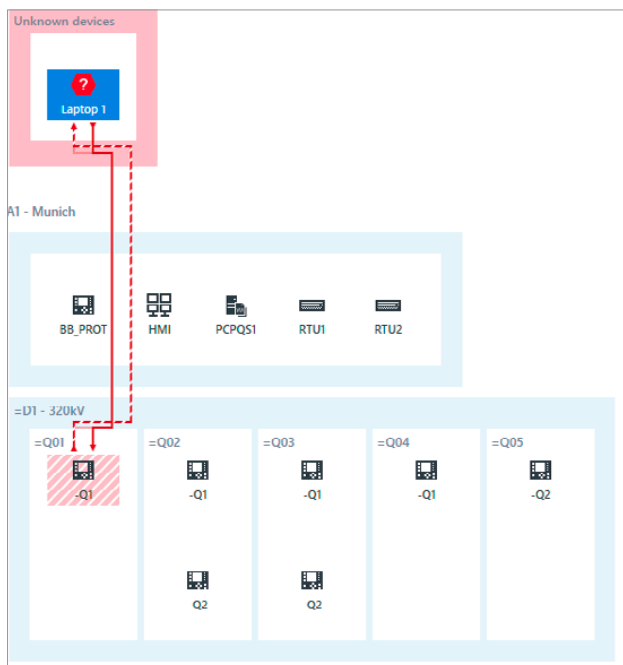 Unknown devices
?
Laptop 1
A1 - Munich
BB_PROT HMI PCPQS1 RTU1 RTU2
=D1 - 320kV
=Q01 =Q02 =Q03 =Q04 =Q05
-Q1 -Q1 -Q1 -Q1 -Q2
Q2 Q2